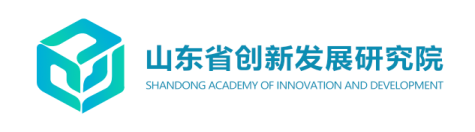 山东省创新发展研究院
SHANDONG ACADEMY OF INNOVATION AND DEVELOPMENT